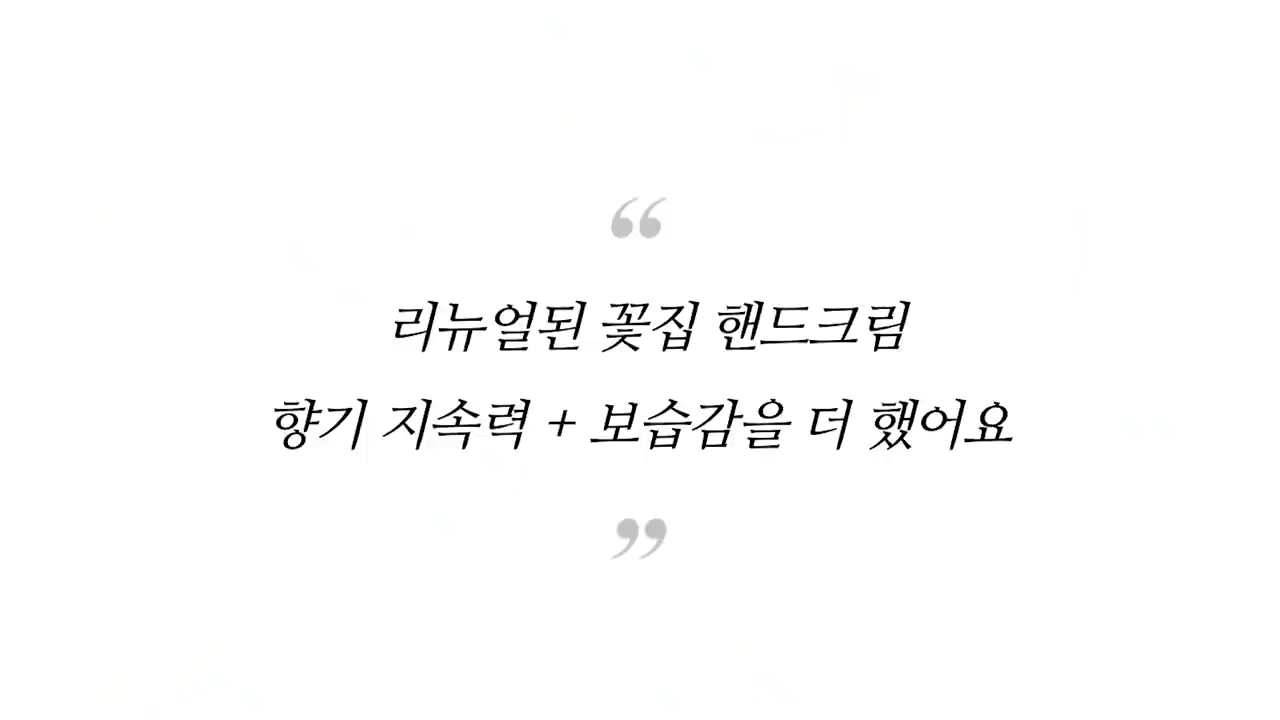 “
리뉴얼된 꽃집 핸드크림
향기 지속력 + 보습감을 더 했어요
”